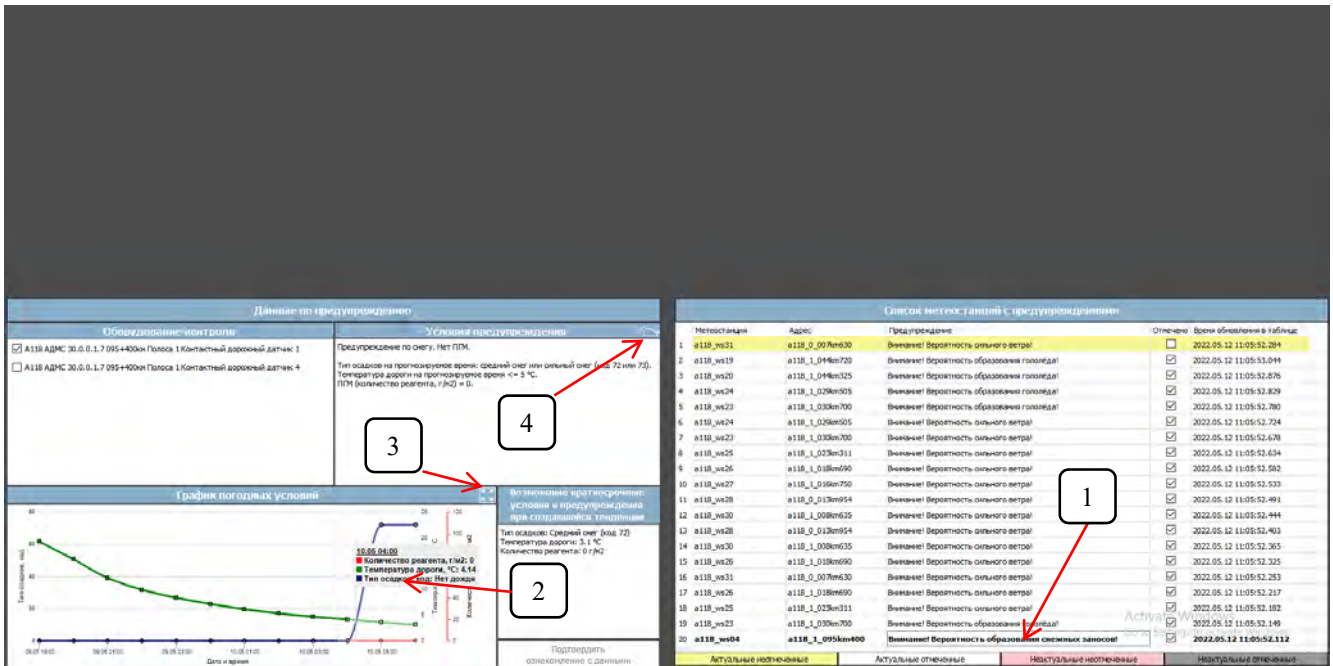 Данные по предупреждению
Оборудование контроля
Условия предупреждения
А118 АДМС 30.0.0.1.7 095+400км Полоса 1 Контактный дорожный датчик 1
А118 АДМС 30.0.0.1.7 095+400км Полоса 1 Контактный дорожный датчик 4
Предупреждение по снегу. Нет ПГМ.
Тип осадков на прогнозируемое время: средний снег или сильный снег (код 72 или 73).
Температура дороги на прогнозируемое время <= 5 °C.
ПГМ (количество реагента, г/м2) = 0.
4
3
График погодных условий
Возможные краткосрочные
условия и предупреждения
при создавшейся тенденции
Тип осадков: Средний снег (код 72)
Температура дороги: 3.1 °C
Количество реагента: 0 г/м2
10.05 04:00
Количество реагента, г/м2: 0
Температура дороги, °C: 4.14
Тип осадков, код: Нет дождя
2
Дата и время
Подтвердить
ознакомление с данными
Список метеостанций с предупреждениями
Метеостанция Адрес Предупреждение Отмечено Время обновления в таблице
1 a118_ws31 a118_0_007km630 Внимание! Вероятность сильного ветра! 2022.05.12 11:05:52.284
2 a118_ws19 a118_1_044km720 Внимание! Вероятность образования гололёда! 2022.05.12 11:05:53.044
3 a118_ws20 a118_1_044km325 Внимание! Вероятность образования гололёда! 2022.05.12 11:05:52.876
4 a118_ws24 a118_1_029km505 Внимание! Вероятность образования гололёда! 2022.05.12 11:05:52.829
5 a118_ws23 a118_1_030km700 Внимание! Вероятность образования гололёда! 2022.05.12 11:05:52.780
6 a118_ws24 a118_1_029km505 Внимание! Вероятность сильного ветра! 2022.05.12 11:05:52.724
7 a118_ws23 a118_1_030km700 Внимание! Вероятность сильного ветра! 2022.05.12 11:05:52.678
8 a118_ws25 a118_1_023km311 Внимание! Вероятность сильного ветра! 2022.05.12 11:05:52.634
9 a118_ws26 a118_1_018km690 Внимание! Вероятность сильного ветра! 2022.05.12 11:05:52.582
10 a118_ws27 a118_1_016km750 Внимание! Вероятность сильного ветра! 2022.05.12 11:05:52.533
11 a118_ws28 a118_0_013km954 Внимание! Вероятность сильного ветра! 2022.05.12 11:05:52.491
12 a118_ws30 a118_1_008km635 Внимание! Вероятность сильного ветра! 2022.05.12 11:05:52.444
13 a118_ws28 a118_0_013km954 Внимание! Вероятность сильного ветра! 2022.05.12 11:05:52.403
14 a118_ws30 a118_1_008km635 Внимание! Вероятность сильного ветра! 2022.05.12 11:05:52.365
15 a118_ws26 a118_1_018km690 Внимание! Вероятность сильного ветра! 2022.05.12 11:05:52.325
16 a118_ws31 a118_0_007km630 Внимание! Вероятность сильного ветра! 2022.05.12 11:05:52.253
17 a118_ws26 a118_1_018km690 Внимание! Вероятность сильного ветра! 2022.05.12 11:05:52.217
18 a118_ws25 a118_1_023km311 Внимание! Вероятность сильного ветра! 2022.05.12 11:05:52.182
19 a118_ws23 a118_1_030km700 Внимание! Вероятность образования гололёда! 2022.05.12 11:05:52.149
20 a118_ws04 a118_1_095km400 Внимание! Вероятность образования снежных заносов! 2022.05.12 11:05:52.112
1
Activate Windows
Актуальные неотмеченные Актуальные отмеченные Неактуальные неотмеченные Неактуальные отмеченные